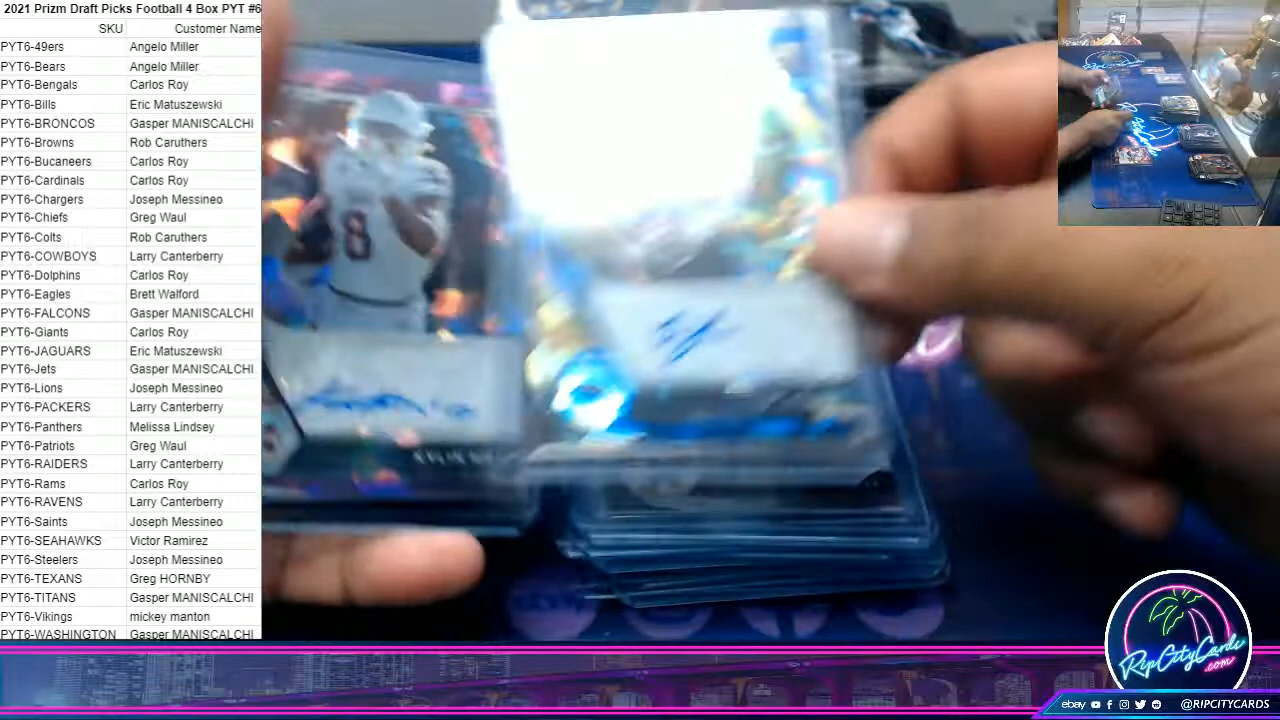 2021 Prizm Draft Picks Football 4 Box PYT #6
SKU Customer Name
PYT6-49ers Angelo Miller
PYT6-Bears Angelo Miller
PYT6-Bengals Carlos Roy
PYT6-Bills Eric Matuszewski
PYT6-BRONCOS Gasper MANISCALCHI
PYT6-Browns Rob Caruthers
PYT6-Bucaneers Carlos Roy
PYT6-Cardinals Carlos Roy
PYT6-Chargers Joseph Messineo
PYT6-Chiefs Greg Waul
PYT6-Colts Rob Caruthers
PYT6-COWBOYS Larry Canterberry
PYT6-Dolphins Carlos Roy
PYT6-Eagles Brett Walford
PYT6-FALCONS Gasper MANISCALCHI
PYT6-Giants Carlos Roy
PYT6-JAGUARS Eric Matuszewski
PYT6-Jets Gasper MANISCALCHI
PYT6-Lions Joseph Messineo
PYT6-PACKERS Larry Canterberry
PYT6-Panthers Melissa Lindsey
PYT6-Patriots Greg Waul
PYT6-RAIDERS Larry Canterberry
PYT6-Rams Carlos Roy
PYT6-RAVENS Larry Canterberry
PYT6-Saints Joseph Messineo
PYT6-SEAHAWKS Victor Ramirez
PYT6-Steelers Joseph Messineo
PYT6-TEXANS Greg HORNBY
PYT6-TITANS Gasper MANISCALCHI
PYT6-Vikings mickey manton
PYT6-WASHINGTON Gasper MANISCALCHI
8
RipCityCards
.com
ebay @RIPCITYCARDS